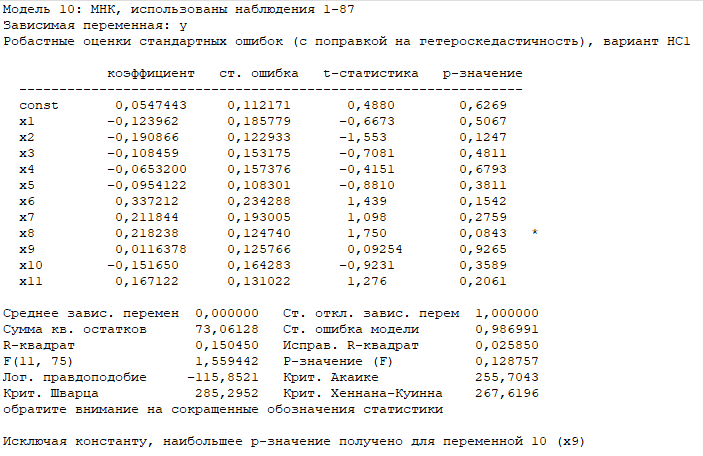 Модель 10: МНК, использованы наблюдения 1-87
Зависимая переменная: y
Робастные оценки стандартных ошибок (с поправкой на гетероскедастичность), вариант HC1
коэффициент ст. ошибка t-статистика p-значение
---------------------------------------------------------------
const 0,0547443 0,112171 0,4880 0,6269
x1 -0,123962 0,185779 -0,6673 0,5067
x2 -0,190866 0,122933 -1,553 0,1247
x3 -0,108459 0,153175 -0,7081 0,4811
x4 -0,0653200 0,157376 -0,4151 0,6793
x5 -0,0954122 0,108301 -0,8810 0,3811
x6 0,337212 0,234288 1,439 0,1542
x7 0,211844 0,193005 1,098 0,2759
x8 0,218238 0,124740 1,750 0,0843 *
x9 0,0116378 0,125766 0,09254 0,9265
x10 -0,151650 0,164283 -0,9231 0,3589
x11 0,167122 0,131022 1,276 0,2061
Среднее завис. перемен 0,000000 Ст. откл. завис. перем 1,000000
Сумма кв. остатков 73,06128 Ст. ошибка модели 0,986991
R-квадрат 0,150450 Исправ. R-квадрат 0,025850
F(11, 75) 1,559442 P-значение (F) 0,128757
Лог. правдоподобие -115,8521 Крит. Акаике 255,7043
Крит. Шварца 285,2952 Крит. Хеннана-Куинна 267,6196
обратите внимание на сокращенные обозначения статистики
Исключая константу, наибольшее р-значение получено для переменной 10 (x9)